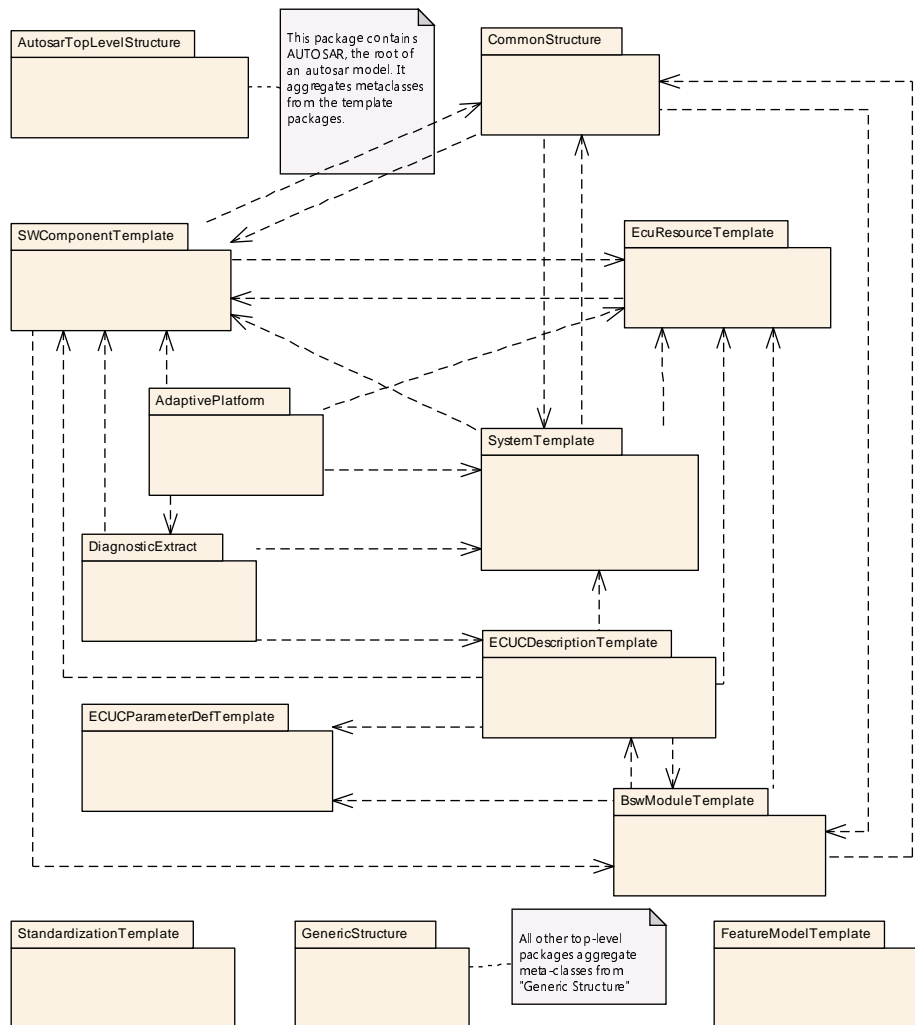 AutosarTopLevelStructure
This package contains
AUTOSAR, the root of
an autosar model. It
aggregates metaclasses
from the template
packages.
CommonStructure
SWComponentTemplate
EcuResourceTemplate
AdaptivePlatform
SystemTemplate
DiagnosticExtract
ECUCDescriptionTemplate
ECUCParameterDefTemplate
BswModuleTemplate
StandardizationTemplate
GenericStructure
All other top-level
packages aggregate
meta-classes from
"Generic Structure"
FeatureModelTemplate